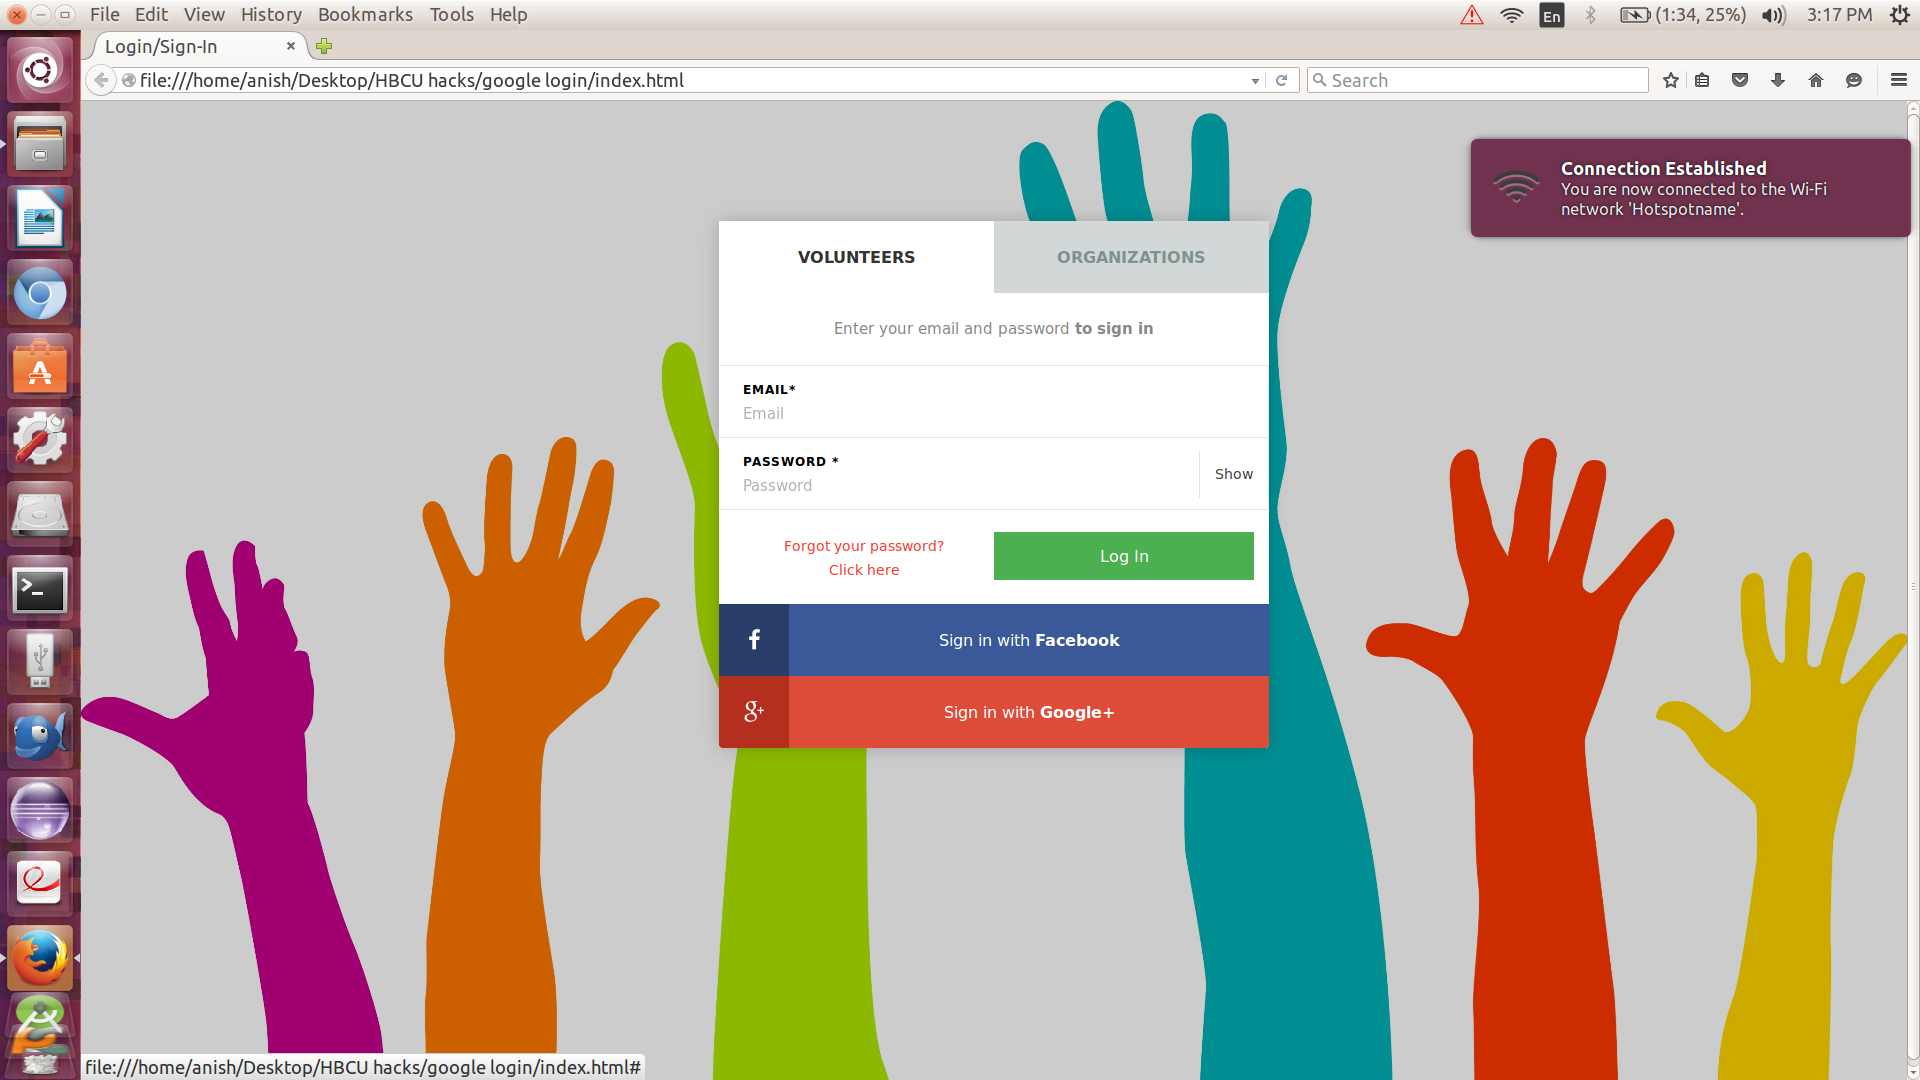 File Edit View History Bookmarks Tools Help
En
(1:34, 25%)
3:17 PM
Login/Sign-In
file:///home/anish/Desktop/HBCU hacks/google login/index.html
Search
Connection Established
You are now connected to the Wi-Fi
network 'Hotspotname'.
VOLUNTEERS
ORGANIZATIONS
Enter your email and password to sign in
EMAIL*
Email
PASSWORD *
Password
Show
Forgot your password?
Click here
Log In
Sign in with Facebook
Sign in with Google+
file:///home/anish/Desktop/HBCU hacks/google login/index.html#